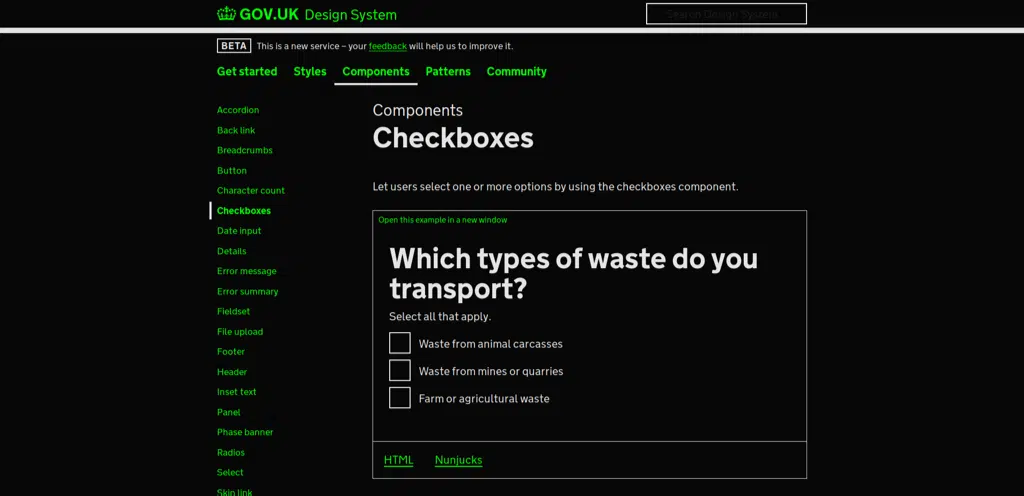 GOV.UK Design System
Search Design System
BETA This is a new service – your feedback will help us to improve it.
Get started Styles Components Patterns Community
Accordion
Back link
Breadcrumbs
Button
Character count
Checkboxes
Date input
Details
Error message
Error summary
Fieldset
File upload
Footer
Header
Inset text
Panel
Phase banner
Radios
Select
Skip link
Components
Checkboxes
Let users select one or more options by using the checkboxes component.
Open this example in a new window
Which types of waste do you
transport?
Select all that apply.
Waste from animal carcasses
Waste from mines or quarries
Farm or agricultural waste
HTML Nunjucks